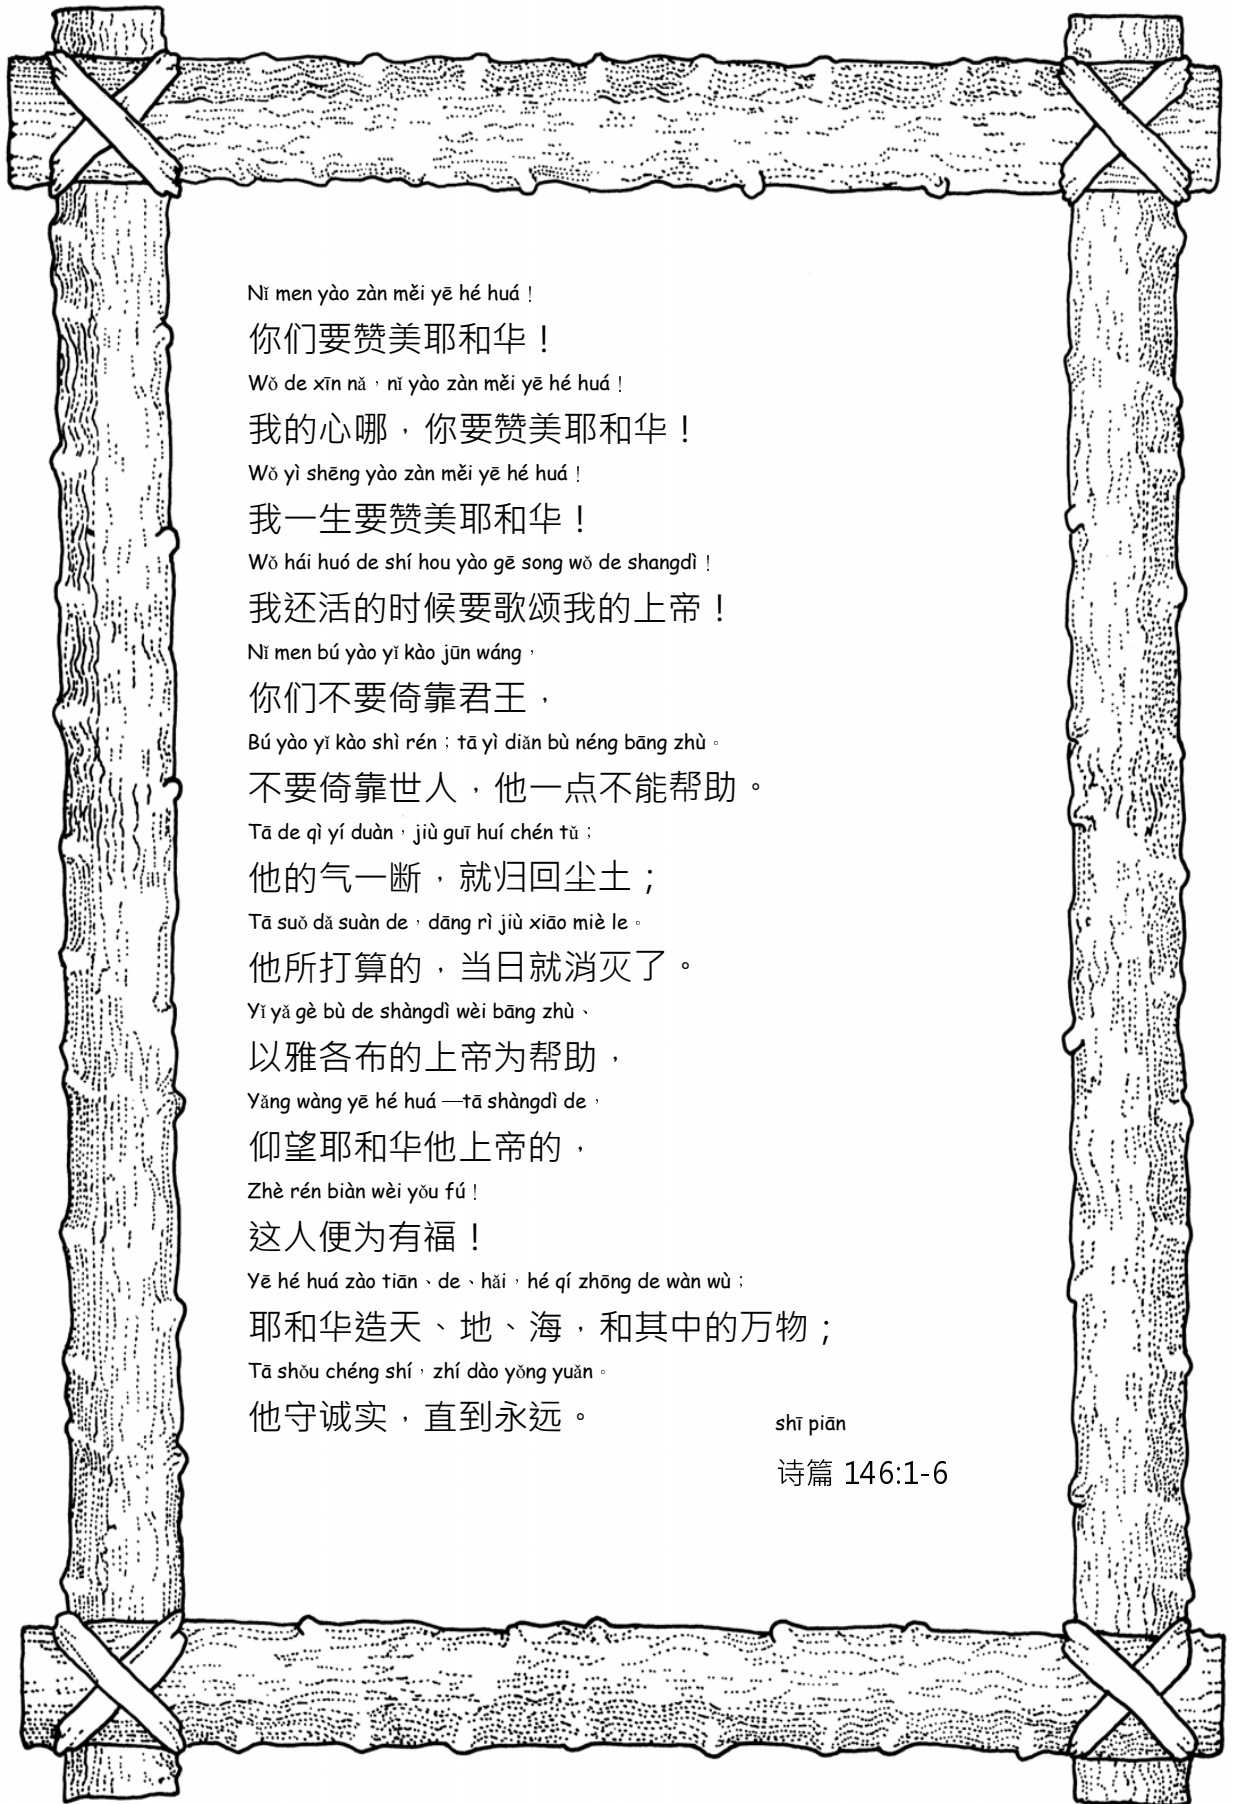 Nǐ men yào zàn měi yē hé huá！
你们要赞美耶和华！
Wǒ de xīn nǎ，nǐ yào zàn měi yē hé huá！
我的心哪，你要赞美耶和华！
Wǒ yì shēng yào zàn měi yē hé huá！
我一生要赞美耶和华！
Wǒ hái huó de shí hou yào gē song wǒ de shangdì！
我还活的时候要歌颂我的上帝！
Nǐ men bú yào yǐ kào jūn wáng，
你们不要倚靠君王，
Bú yào yǐ kào shì rén；tā yì diǎn bù néng bāng zhù。
不要倚靠世人，他一点不能帮助。
Tā de qì yí duàn，jiù guī huí chén tǔ；
他的气一断，就归回尘土；
Tā suǒ dǎ suàn de，dāng rì jiù xiāo miè le。
他所打算的，当日就消灭了。
Yǐ yǎ gè bù de shàngdì wèi bāng zhù、
以雅各布的上帝为帮助，
Yǎng wàng yē hé huá —tā shàngdì de，
仰望耶和华他上帝的，
Zhè rén biàn wèi yǒu fú！
这人便为有福！
Yē hé huá zào tiān、de、hǎi，hé qí zhōng de wàn wù；
耶和华造天、地、海，和其中的万物；
Tā shǒu chéng shí，zhí dào yǒng yuǎn。
他守诚实，直到永远。
shī piān
诗篇 146:1-6